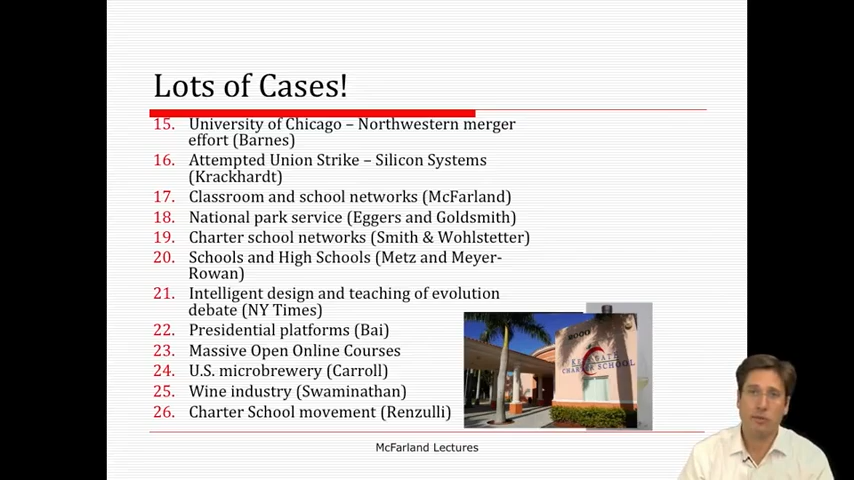 Lots of Cases!
15. University of Chicago – Northwestern merger
effort (Barnes)
16. Attempted Union Strike – Silicon Systems
(Krackhardt)
17. Classroom and school networks (McFarland)
18. National park service (Eggers and Goldsmith)
19. Charter school networks (Smith & Wohlstetter)
20. Schools and High Schools (Metz and Meyer-
Rowan)
21. Intelligent design and teaching of evolution
debate (NY Times)
22. Presidential platforms (Bai)
23. Massive Open Online Courses
24. U.S. microbrewery (Carroll)
25. Wine industry (Swaminathan)
26. Charter School movement (Renzulli)
CHARTER SCHOOL
McFarland Lectures